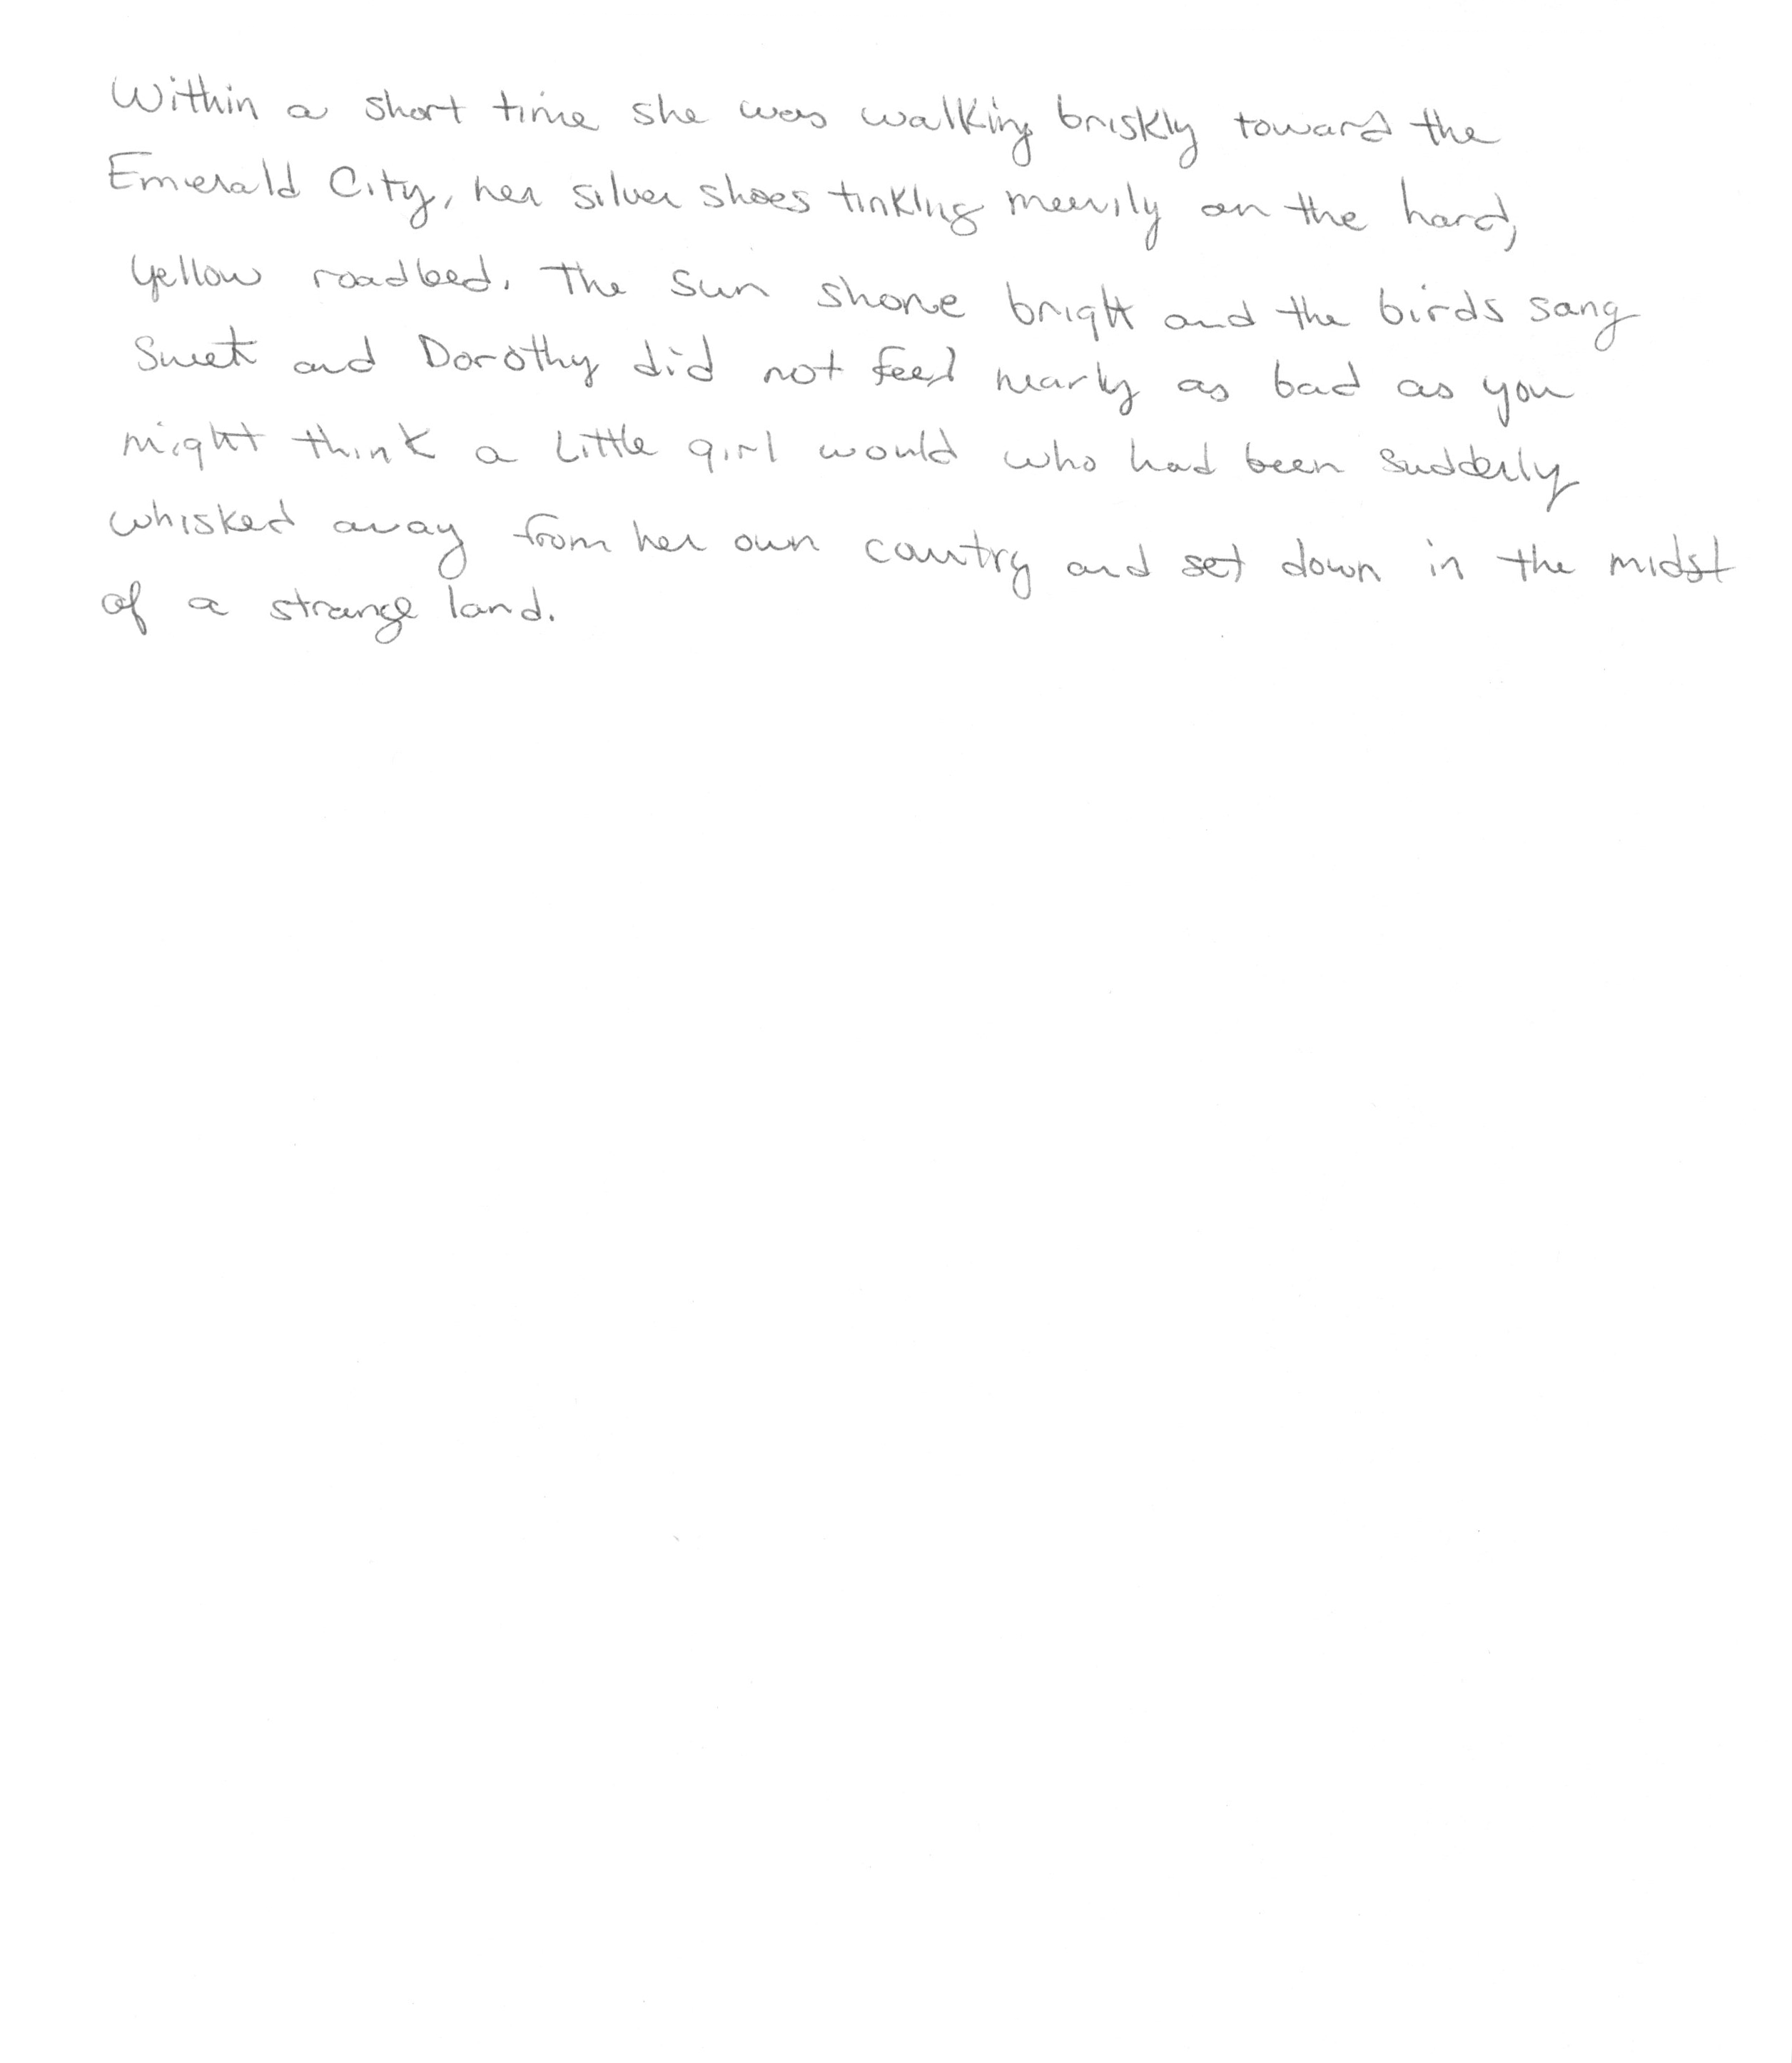 Within a short time she was walking briskly toward the
Emerald City, her silver shoes tinkling merrily on the hard,
yellow roadbed. The sun shone bright and the birds sang
sweet and Dorothy did not feel nearly as bad as you
might think a little girl would who had been suddenly
whisked away from her own country and set down in the midst
of a strange land.